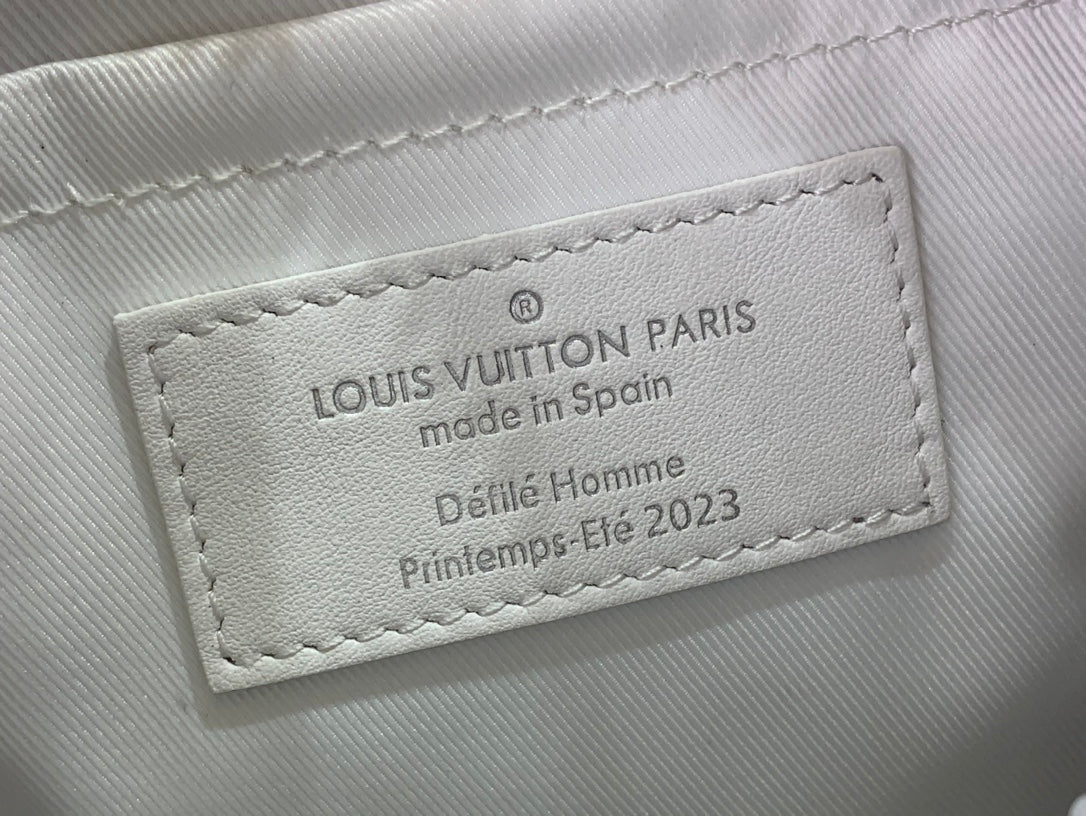 ®
LOUIS VUITTON PARIS
made in Spain
Défilé Homme
Printemps-Eté 2023